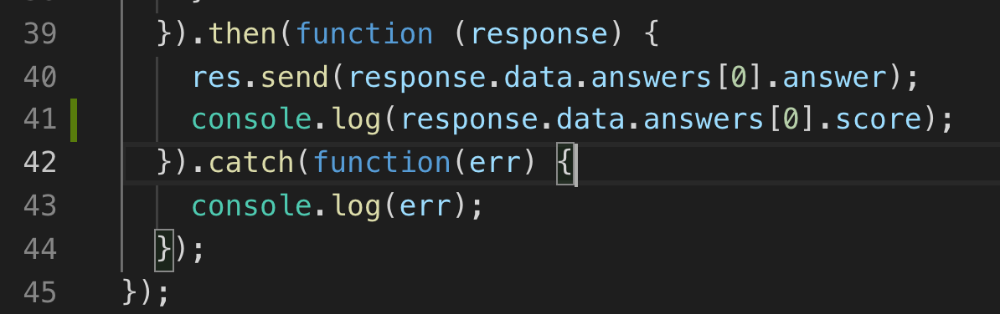 39 }).then(function (response) {
40 res.send(response.data.answers[0].answer);
41 console.log(response.data.answers[0].score);
42 }).catch(function(err) {
43 console.log(err);
44 });
45 });